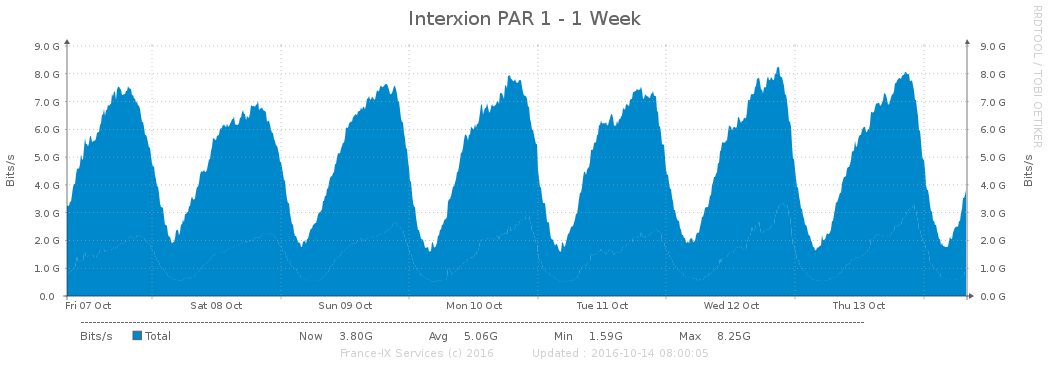 Interxion PAR 1 - 1 Week
RRDTOOL / TOBI OETIKER
9.0 G 9.0 G
8.0 G 8.0 G
7.0 G 7.0 G
6.0 G 6.0 G
5.0 G 5.0 G
4.0 G 4.0 G
3.0 G 3.0 G
2.0 G 2.0 G
1.0 G 1.0 G
0.0 0.0 G
Bits/s
Bits/s
Fri 07 Oct Sat 08 Oct Sun 09 Oct Mon 10 Oct Tue 11 Oct Wed 12 Oct Thu 13 Oct
Bits/s Total Now 3.80G Avg 5.06G Min 1.59G Max 8.25G
France-IX Services (c) 2016 Updated : 2016-10-14 08:00:05